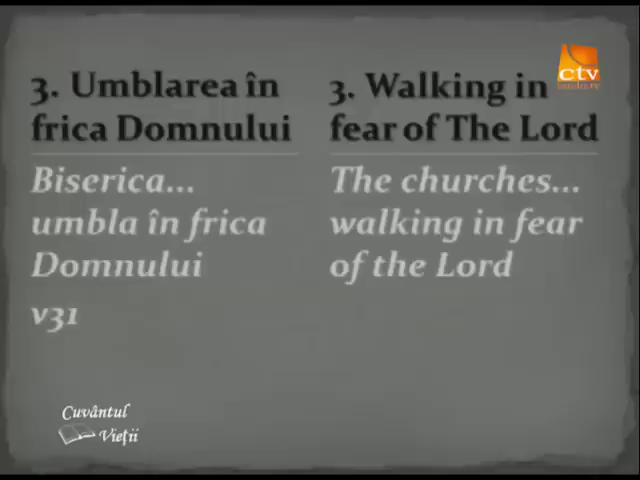 3. Umblarea în
frica Domnului
Biserica...
umbla în frica
Domnului
v31
3. Walking in
fear of The Lord
The churches...
walking in fear
of the Lord
ctv
Cuvântul
Vieții